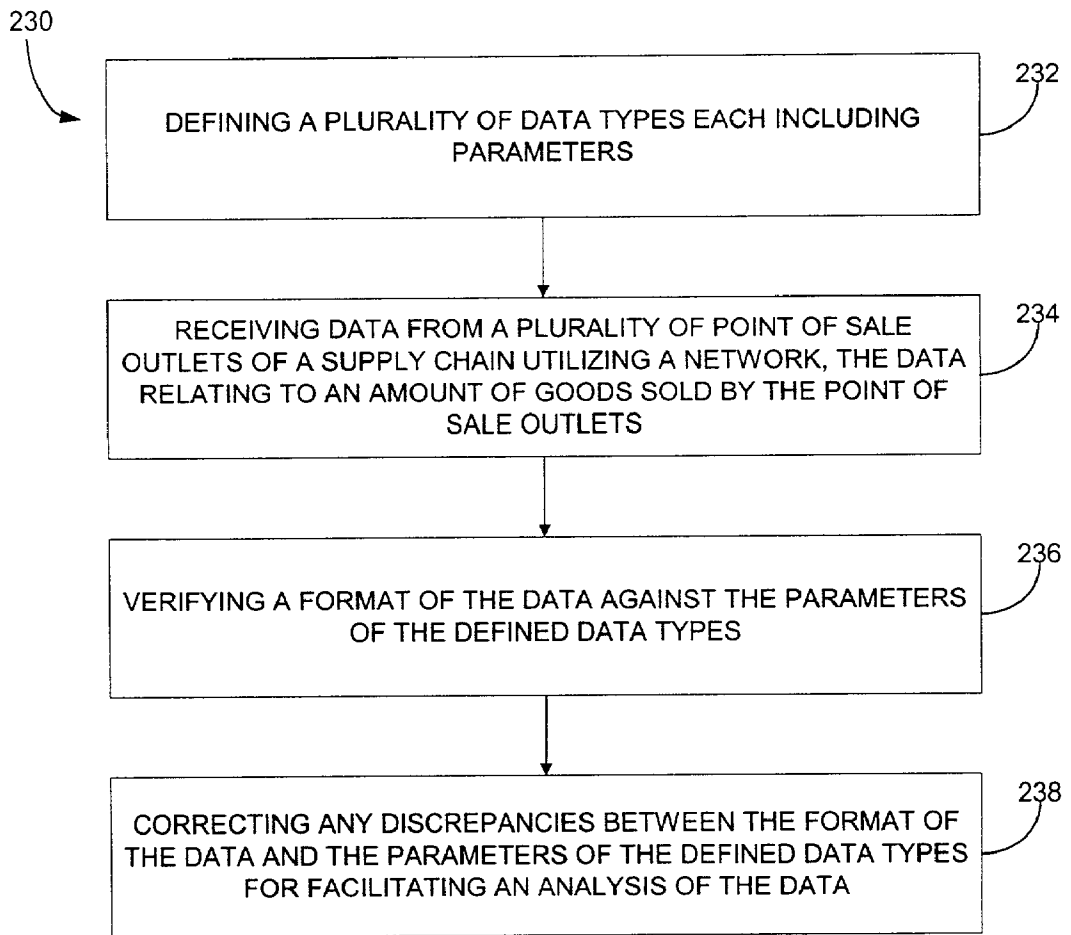 230
232
DEFINING A PLURALITY OF DATA TYPES EACH INCLUDING
PARAMETERS
234
RECEIVING DATA FROM A PLURALITY OF POINT OF SALE
OUTLETS OF A SUPPLY CHAIN UTILIZING A NETWORK, THE DATA
RELATING TO AN AMOUNT OF GOODS SOLD BY THE POINT OF
SALE OUTLETS
236
VERIFYING A FORMAT OF THE DATA AGAINST THE PARAMETERS
OF THE DEFINED DATA TYPES
238
CORRECTING ANY DISCREPANCIES BETWEEN THE FORMAT OF
THE DATA AND THE PARAMETERS OF THE DEFINED DATA TYPES
FOR FACILITATING AN ANALYSIS OF THE DATA